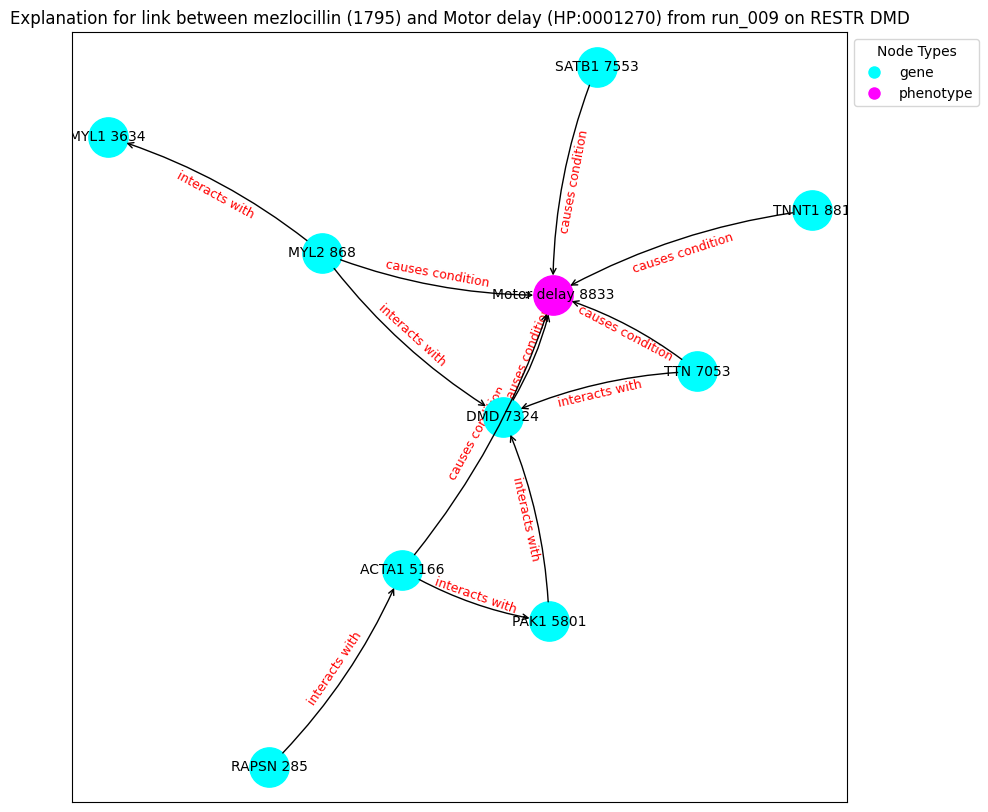 Explanation for link between mezlocillin (1795) and Motor delay (HP:0001270) from run_009 on RESTR DMD
Node Types
gene
phenotype
SATB1 7553
MYL1 3634
causes condition
interacts with
TNNT1 881
MYL2 868
causes condition
causes condition
Motor delay 8833
interacts with
causes condition
causes condition
TTN 7053
interacts with
DMD 7324
causes condition
interacts with
ACTA1 5166
interacts with
PAK1 5801
interacts with
RAPSN 285